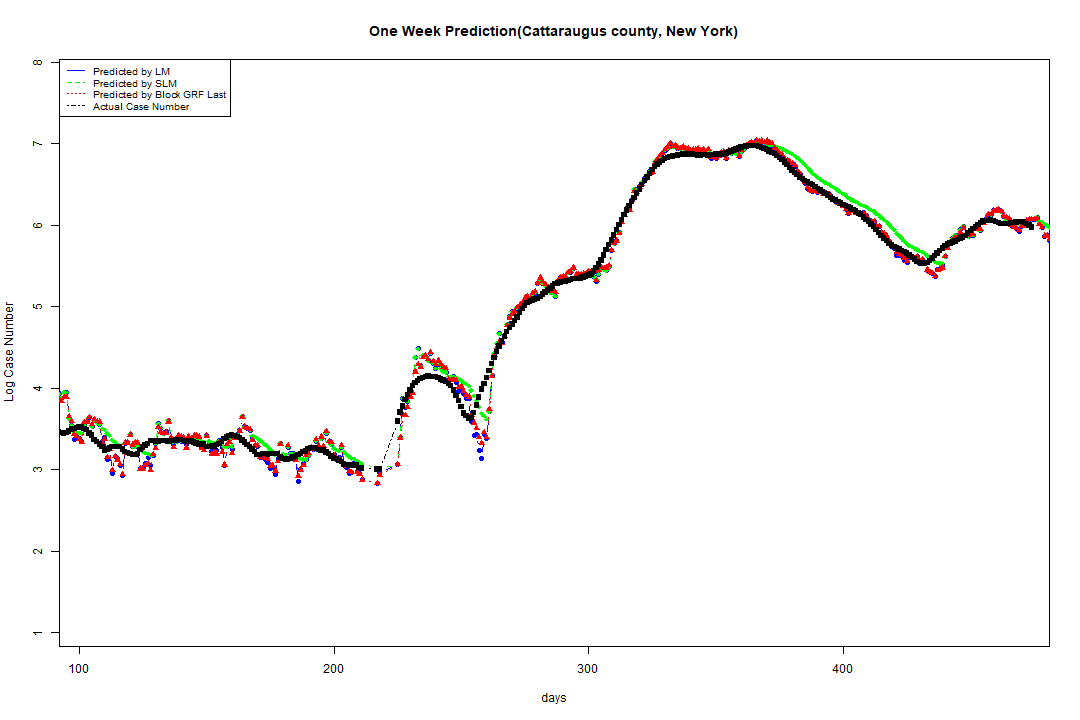 One Week Prediction(Cattaraugus county, New York)
Predicted by LM
Predicted by SLM
Predicted by Block GRF Last
Actual Case Number
8
7
6
5
4
3
2
1
Log Case Number
100 200 300 400
days